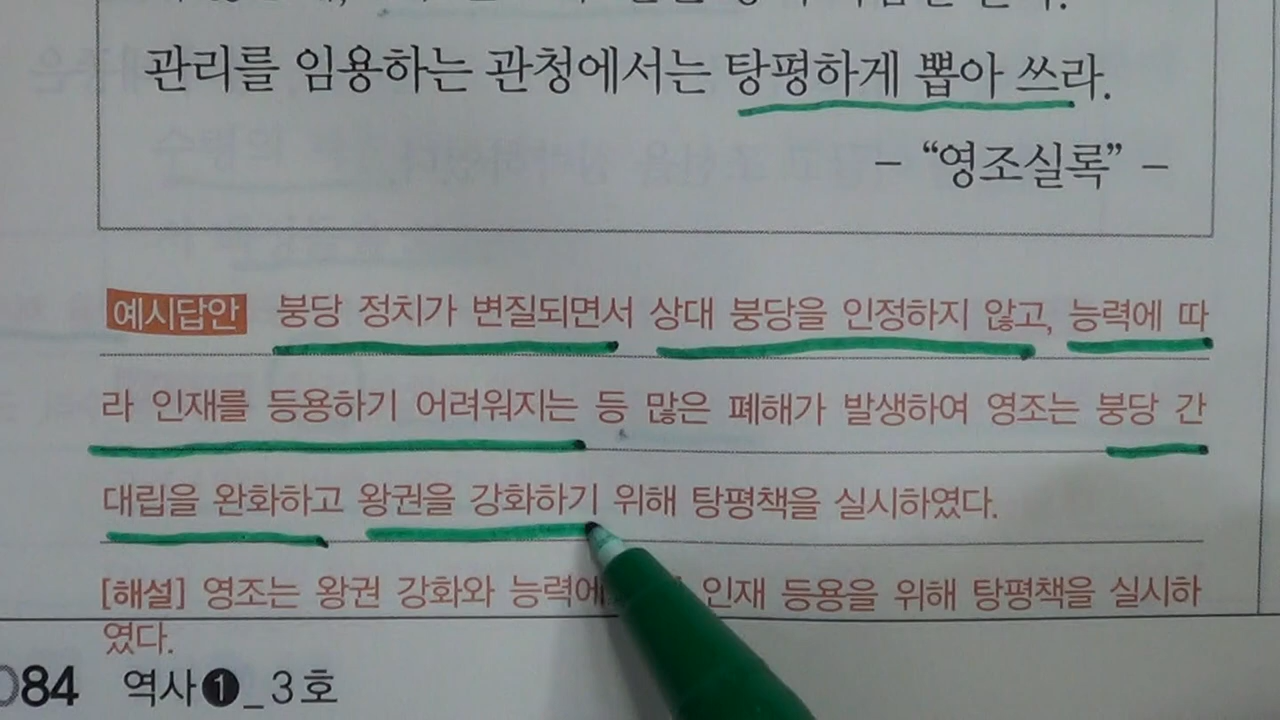 관리를 임용하는 관청에서는 탕평하게 뽑아 쓰라.
– “영조실록” –
예시답안 붕당 정치가 변질되면서 상대 붕당을 인정하지 않고, 능력에 따
라 인재를 등용하기 어려워지는 등 많은 폐해가 발생하여 영조는 붕당 간
대립을 완화하고 왕권을 강화하기 위해 탕평책을 실시하였다.
[해설] 영조는 왕권 강화와 능력에 인재 등용을 위해 탕평책을 실시하
였다.
084 역사❶_3호